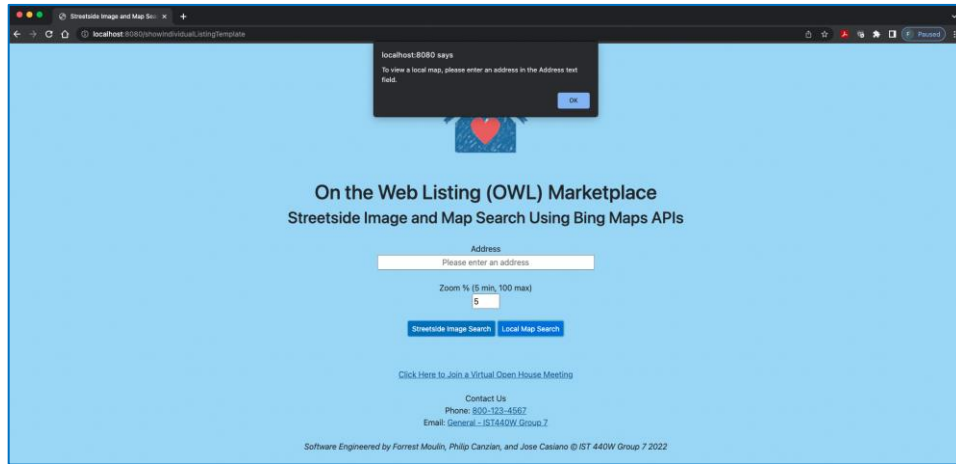 Streetside Image and Map Sea
localhost:8080/showIndividualListingTemplate
Paused
localhost:8080 says
To view a local map, please enter an address in the Address text
field.
OK
On the Web Listing (OWL) Marketplace
Streetside Image and Map Search Using Bing Maps APIs
Address
Please enter an address
Zoom % (5 min, 100 max)
5
Streetside Image Search Local Map Search
Click Here to Join a Virtual Open House Meeting
Contact Us
Phone: 800-123-4567
Email: General - IST440W Group 7
Software Engineered by Forrest Moulin, Philip Canzian, and Jose Casiano © IST 440W Group 7 2022